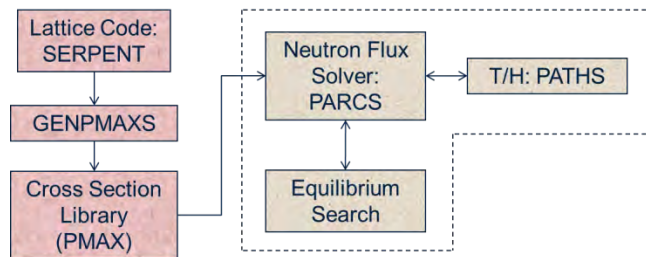 Lattice Code:
SERPENT
GENPMAXS
Cross Section
Library
(PMAX)
Neutron Flux
Solver:
PARCS
T/H: PATHS
Equilibrium
Search